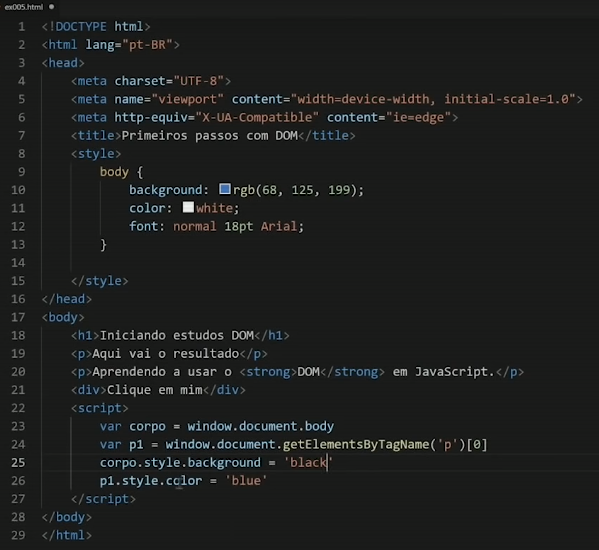 ex005.html
1 <!DOCTYPE html>
2 <html lang="pt-BR">
3 <head>
4     <meta charset="UTF-8">
5     <meta name="viewport" content="width=device-width, initial-scale=1.0">
6     <meta http-equiv="X-UA-Compatible" content="ie=edge">
7     <title>Primeiros passos com DOM</title>
8     <style>
9         body {
10             background: rgb(68, 125, 199);
11             color: white;
12             font: normal 18pt Arial;
13         }
14
15     </style>
16 </head>
17 <body>
18     <h1>Iniciando estudos DOM</h1>
19     <p>Aqui vai o resultado</p>
20     <p>Aprendendo a usar o <strong>DOM</strong> em JavaScript.</p>
21     <div>Clique em mim</div>
22     <script>
23         var corpo = window.document.body
24         var p1 = window.document.getElementsByTagName('p')[0]
25         corpo.style.background = 'black'
26         p1.style.color = 'blue'
27     </script>
28 </body>
29 </html>